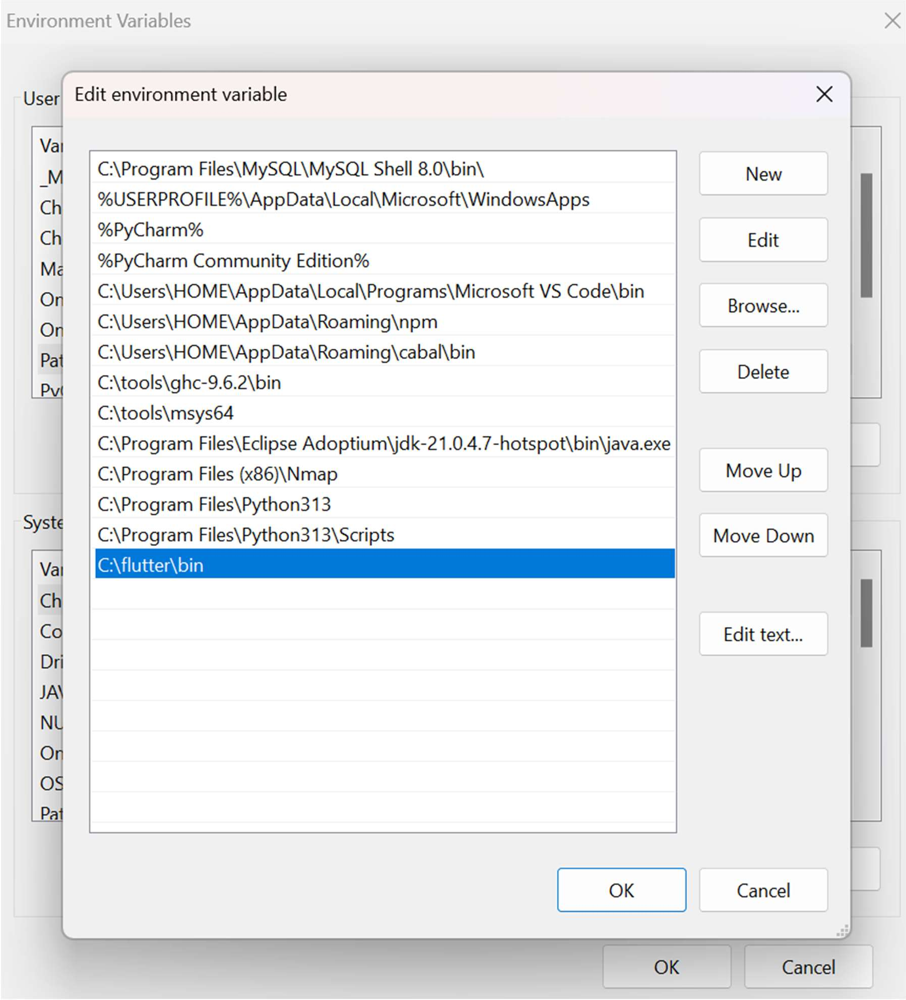 Environment Variables
User
Edit environment variable
C:\Program Files\MySQL\MySQL Shell 8.0\bin\
%USERPROFILE%\AppData\Local\Microsoft\WindowsApps
%PyCharm%
%PyCharm Community Edition%
C:\Users\HOME\AppData\Local\Programs\Microsoft VS Code\bin
C:\Users\HOME\AppData\Roaming\npm
C:\Users\HOME\AppData\Roaming\cabal\bin
C:\tools\ghc-9.6.2\bin
C:\tools\msys64
C:\Program Files\Eclipse Adoptium\jdk-21.0.4.7-hotspot\bin\java.exe
C:\Program Files (x86)\Nmap
C:\Program Files\Python313
C:\Program Files\Python313\Scripts
C:\flutter\bin
New
Edit
Browse...
Delete
Move Up
Move Down
Edit text...
OK
Cancel
_M
Ch
Ch
Ma
On
On
Pat
Syste
Ch
Co
Dri
JAV
NU
On
OS
Pat
OK
Cancel